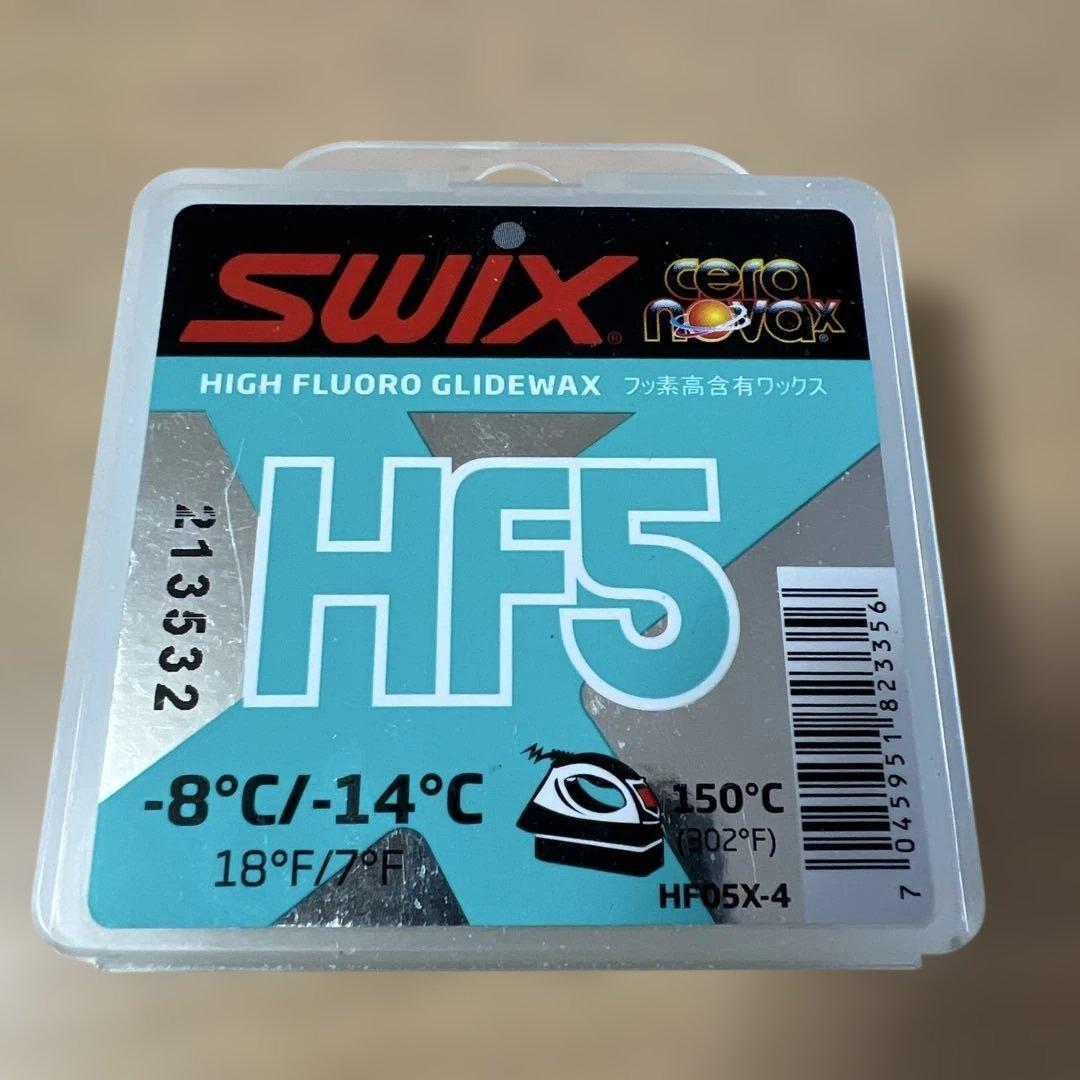 SWIX®
cera novax®
HIGH FLUORO GLIDEWAX フッ素高含有ワックス
213532
HF5
-8°C/-14°C
18°F/7°F
150°C
(302°F)
HF05X-4
7 045951 823356